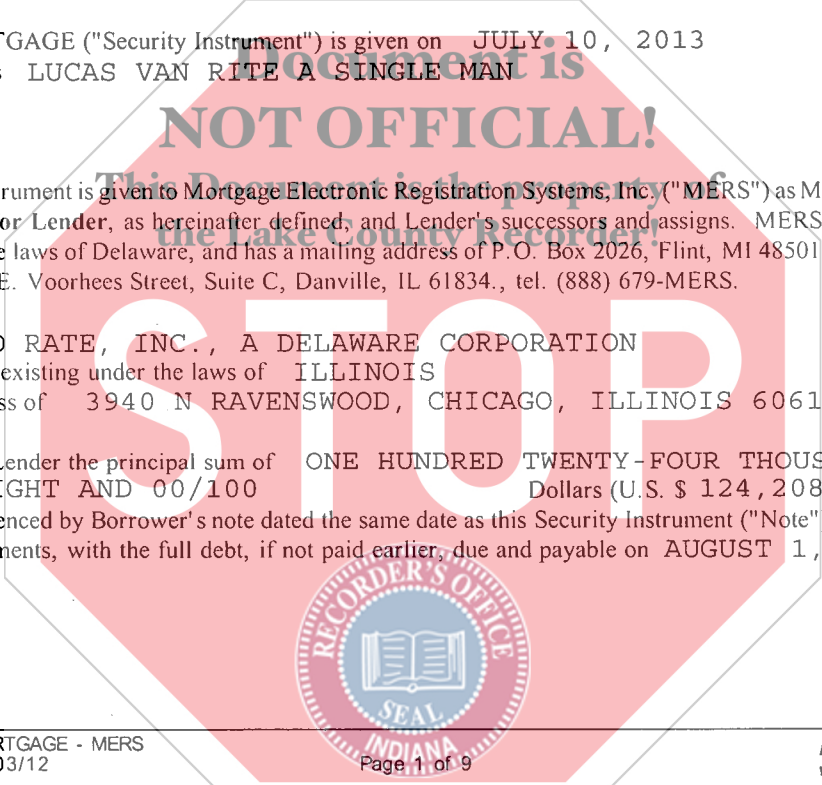 TGAGE ("Security Instrument") is given on JULY 10, 2013
LUCAS VAN RITE A SINGLE MAN
Document is
NOT OFFICIAL!
This Document is the property of
the Lake County Recorder!
rument is given to Mortgage Electronic Registration Systems, Inc. ("MERS") as M
or Lender, as hereinafter defined, and Lender's successors and assigns. MERS
e laws of Delaware, and has a mailing address of P.O. Box 2026, Flint, MI 48501
E. Voorhees Street, Suite C, Danville, IL 61834., tel. (888) 679-MERS.
STOP
D RATE, INC., A DELAWARE CORPORATION
existing under the laws of ILLINOIS
ss of 3940 N RAVENSWOOD, CHICAGO, ILLINOIS 6061
Lender the principal sum of ONE HUNDRED TWENTY-FOUR THOUS
IGHT AND 00/100 Dollars (U.S. $ 124,208
enced by Borrower's note dated the same date as this Security Instrument ("Note"
ments, with the full debt, if not paid earlier, due and payable on AUGUST 1,
RECORDER'S OFFICE
SEAL
INDIANA
RTGAGE - MERS
03/12
Page 1 of 9